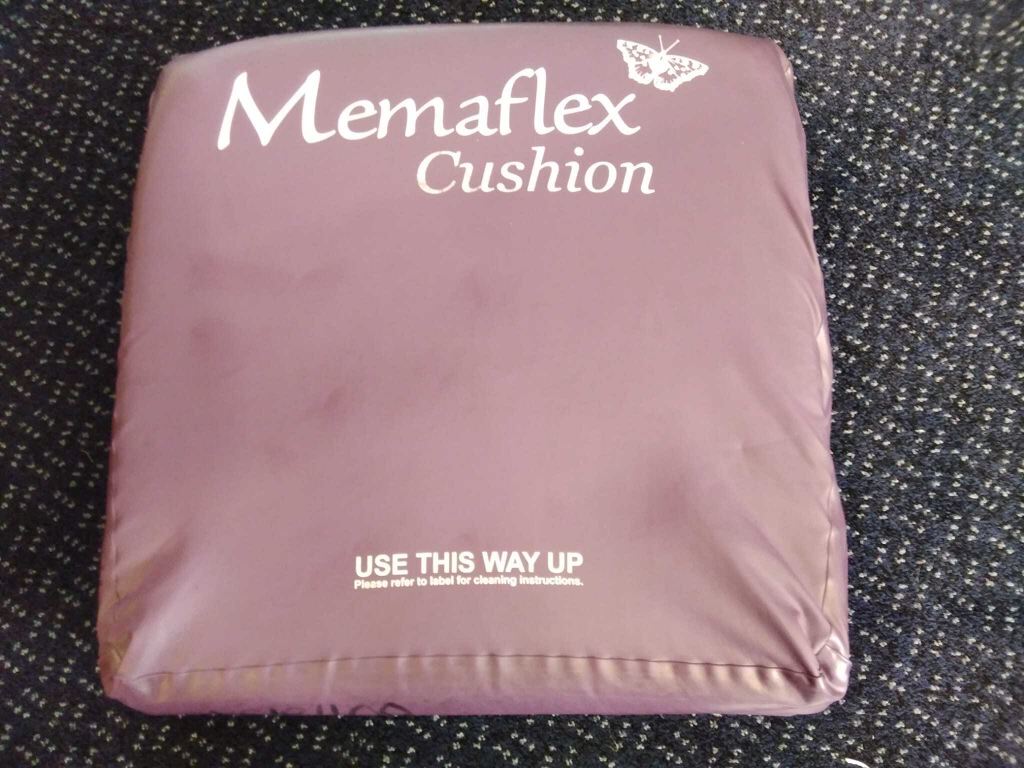 Memaflex
Cushion
USE THIS WAY UP
Please refer to label for cleaning instructions.